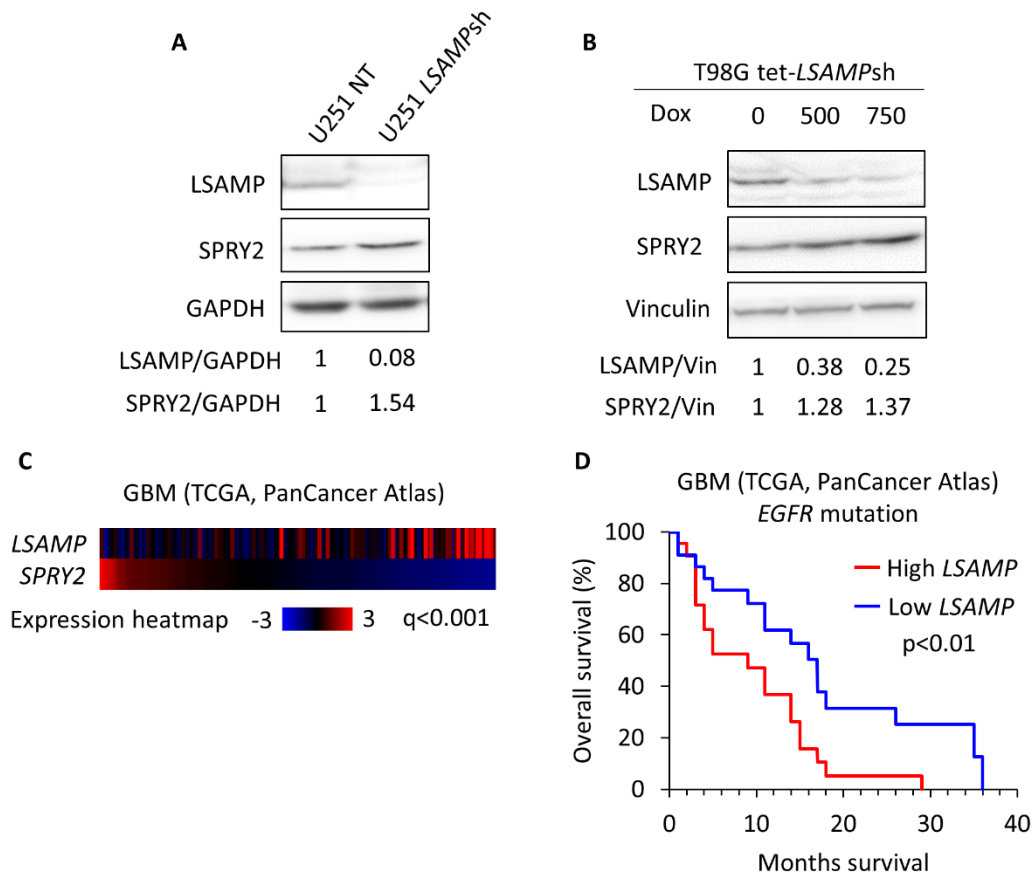 A
U251 NT
U251 LSAMPsh
LSAMP
SPRY2
GAPDH
LSAMP/GAPDH 1 0.08
SPRY2/GAPDH 1 1.54
B
T98G tet-LSAMPsh
Dox 0 500 750
LSAMP
SPRY2
Vinculin
LSAMP/Vin 1 0.38 0.25
SPRY2/Vin 1 1.28 1.37
C
GBM (TCGA, PanCancer Atlas)
LSAMP
SPRY2
Expression heatmap -3 3 q<0.001
D
GBM (TCGA, PanCancer Atlas)
EGFR mutation
Overall survival (%)
100
80
60
40
20
0
High LSAMP
Low LSAMP
p<0.01
0 10 20 30 40
Months survival